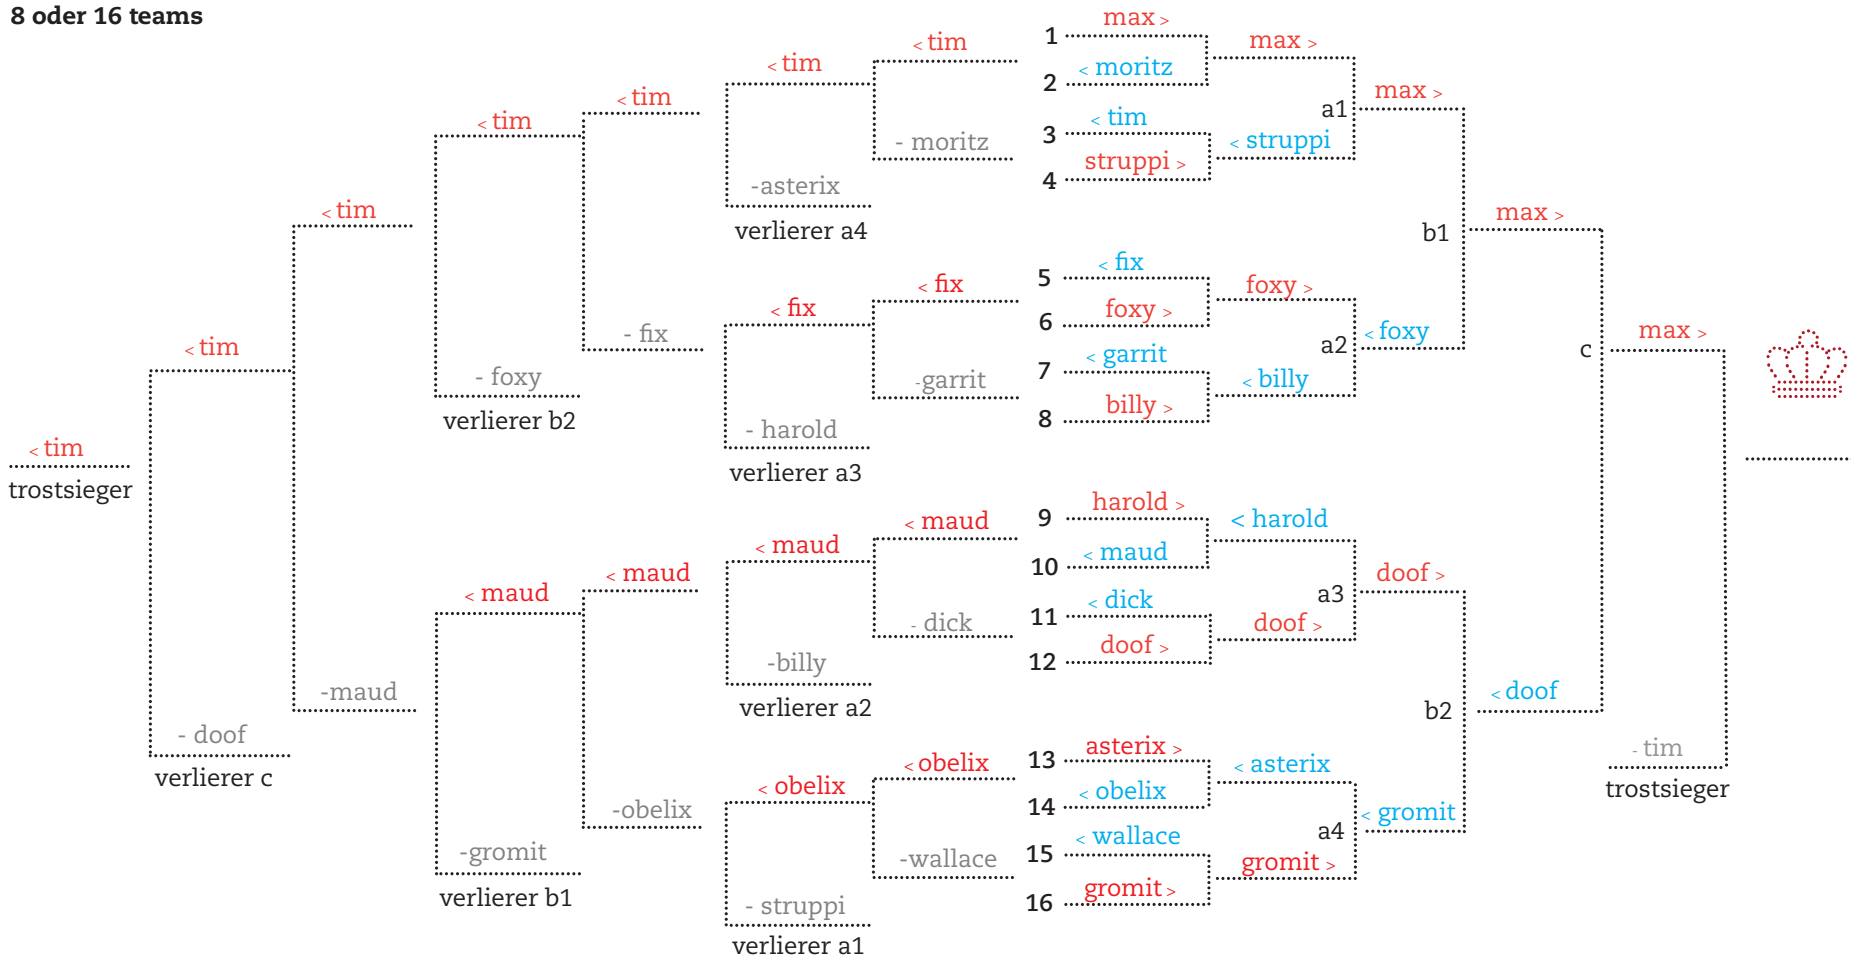 8 oder 16 teams
< tim
trostsieger
< tim
- doof
verlierer c
< tim
-maud
< tim
- foxy
verlierer b2
< maud
-gromit
verlierer b1
< tim
- fix
< maud
-obelix
< tim
-asterix
verlierer a4
< fix
- harold
verlierer a3
< maud
-billy
verlierer a2
< obelix
- struppi
verlierer a1
< tim
- moritz
< fix
-garrit
< maud
- dick
< obelix
-wallace
1 max >
2 < moritz
3 < tim
4 struppi >
5 < fix
6 foxy >
7 < garrit
8 billy >
9 harold >
10 < maud
11 < dick
12 doof >
13 asterix >
14 < obelix
15 < wallace
16 gromit >
max >
a1
< struppi
foxy >
a2
< billy
< harold
a3
doof >
< asterix
a4
gromit >
max >
b1
< foxy
doof >
b2
< gromit
max >
c
< doof
max >
- tim
trostsieger